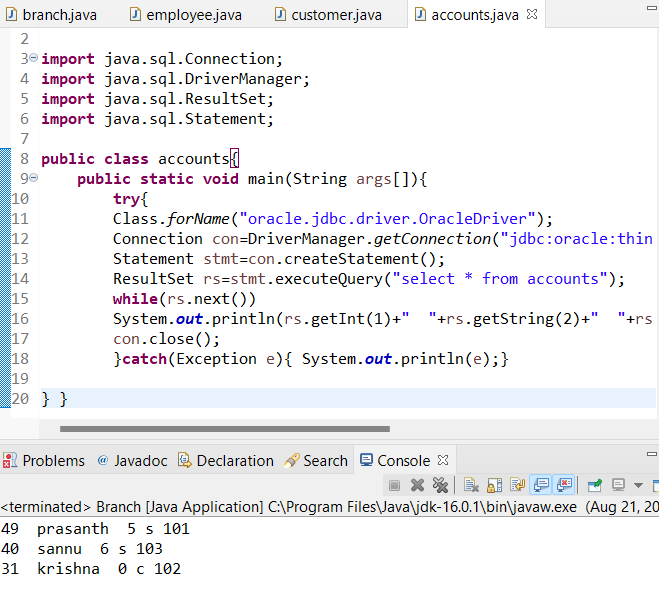 branch.java employee.java customer.java accounts.java
2
3 import java.sql.Connection;
4 import java.sql.DriverManager;
5 import java.sql.ResultSet;
6 import java.sql.Statement;
7
8 public class accounts{
9 public static void main(String args[]){
10 try{
11 Class.forName("oracle.jdbc.driver.OracleDriver");
12 Connection con=DriverManager.getConnection("jdbc:oracle:thin
13 Statement stmt=con.createStatement();
14 ResultSet rs=stmt.executeQuery("select * from accounts");
15 while(rs.next())
16 System.out.println(rs.getInt(1)+"  "+rs.getString(2)+"  "+rs
17 con.close();
18 }catch(Exception e){ System.out.println(e);}
19
20 } }
Problems @ Javadoc Declaration Search Console
<terminated> Branch [Java Application] C:\Program Files\Java\jdk-16.0.1\bin\javaw.exe (Aug 21, 20
49  prasanth  5 s 101
40  sannu  6 s 103
31  krishna  0 c 102